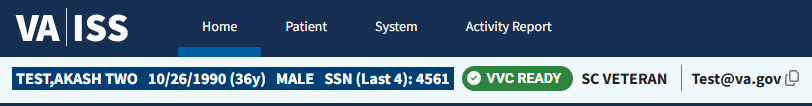 VA ISS Home Patient System Activity Report
TEST,AKASH TWO 10/26/1990 (36y) MALE SSN (Last 4): 4561 VVC READY SC VETERAN Test@va.gov